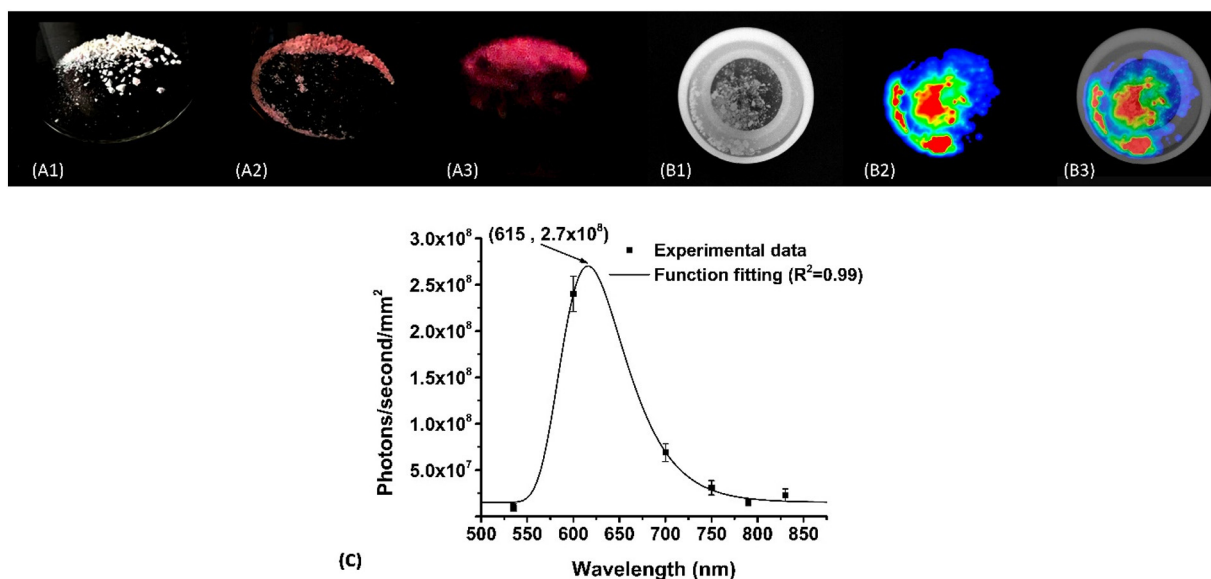 (A1) (A2) (A3) (B1) (B2) (B3)
(615 , 2.7x10⁸)
Experimental data
Function fitting (R²=0.99)
3.0x10⁸
2.5x10⁸
2.0x10⁸
1.5x10⁸
1.0x10⁸
5.0x10⁷
Photons/second/mm²
500 550 600 650 700 750 800 850
Wavelength (nm)
(C)